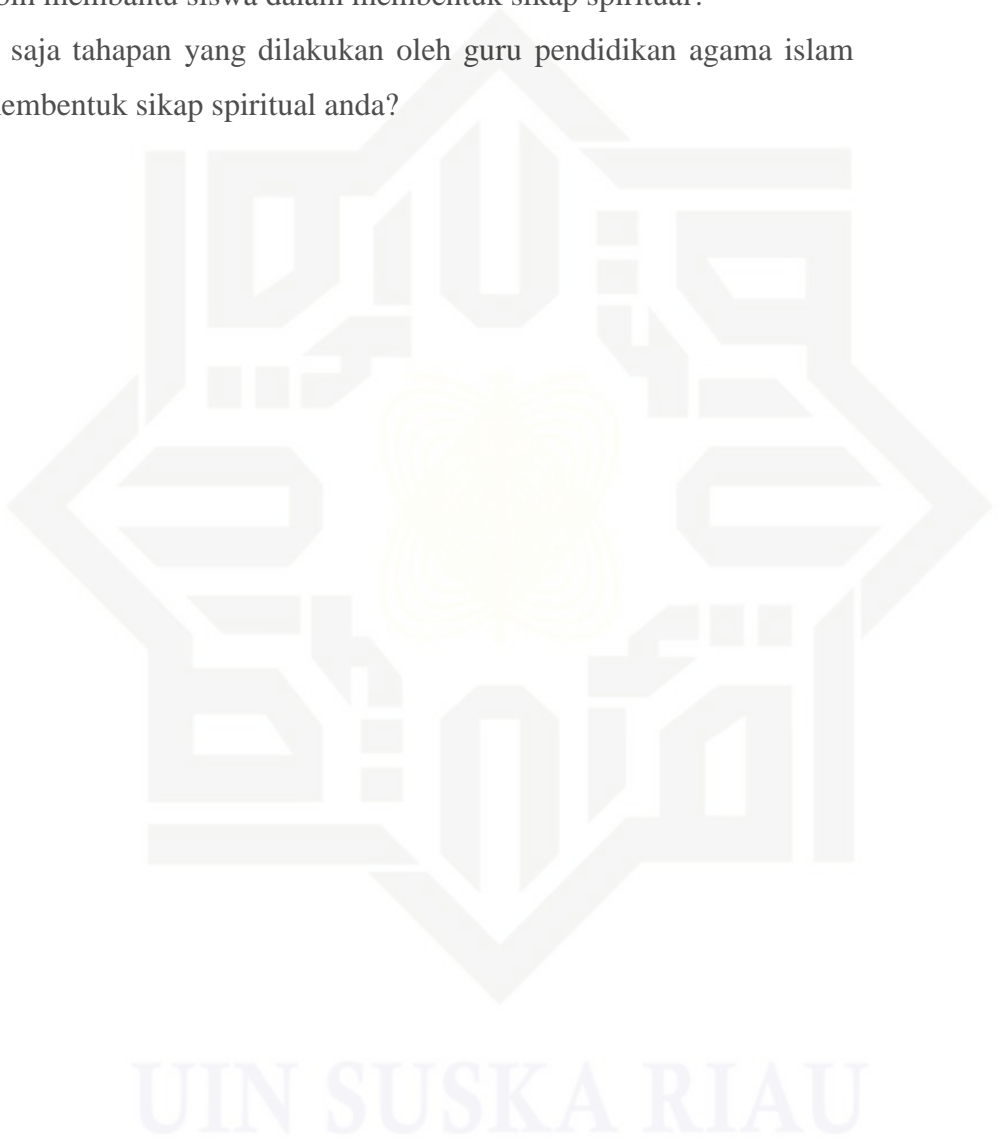 membantu siswa dalam membentuk sikap spiritual?
saja tahapan yang dilakukan oleh guru pendidikan agama islam
membentuk sikap spiritual anda?
UIN SUSKA RIAU